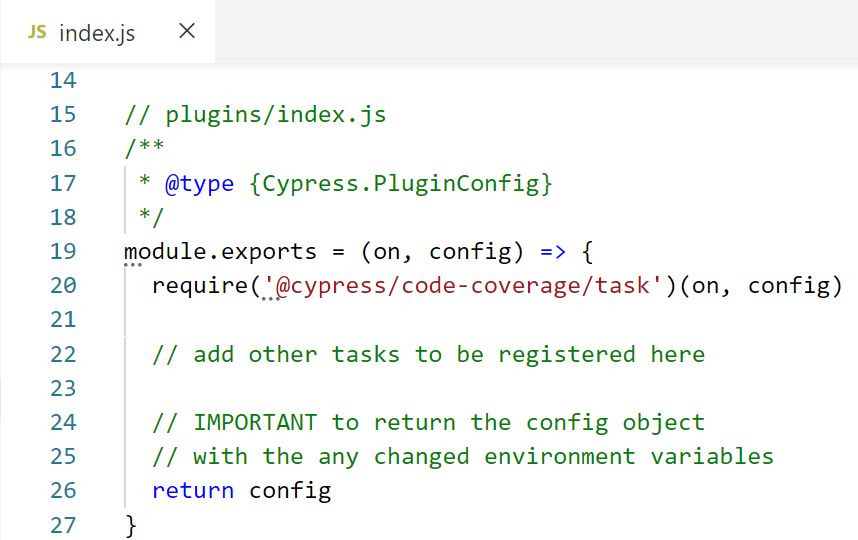 JS index.js ×
14
15 // plugins/index.js
16 /**
17  * @type {Cypress.PluginConfig}
18  */
19 module.exports = (on, config) => {
20   require('@cypress/code-coverage/task')(on, config)
21
22   // add other tasks to be registered here
23
24   // IMPORTANT to return the config object
25   // with the any changed environment variables
26   return config
27 }